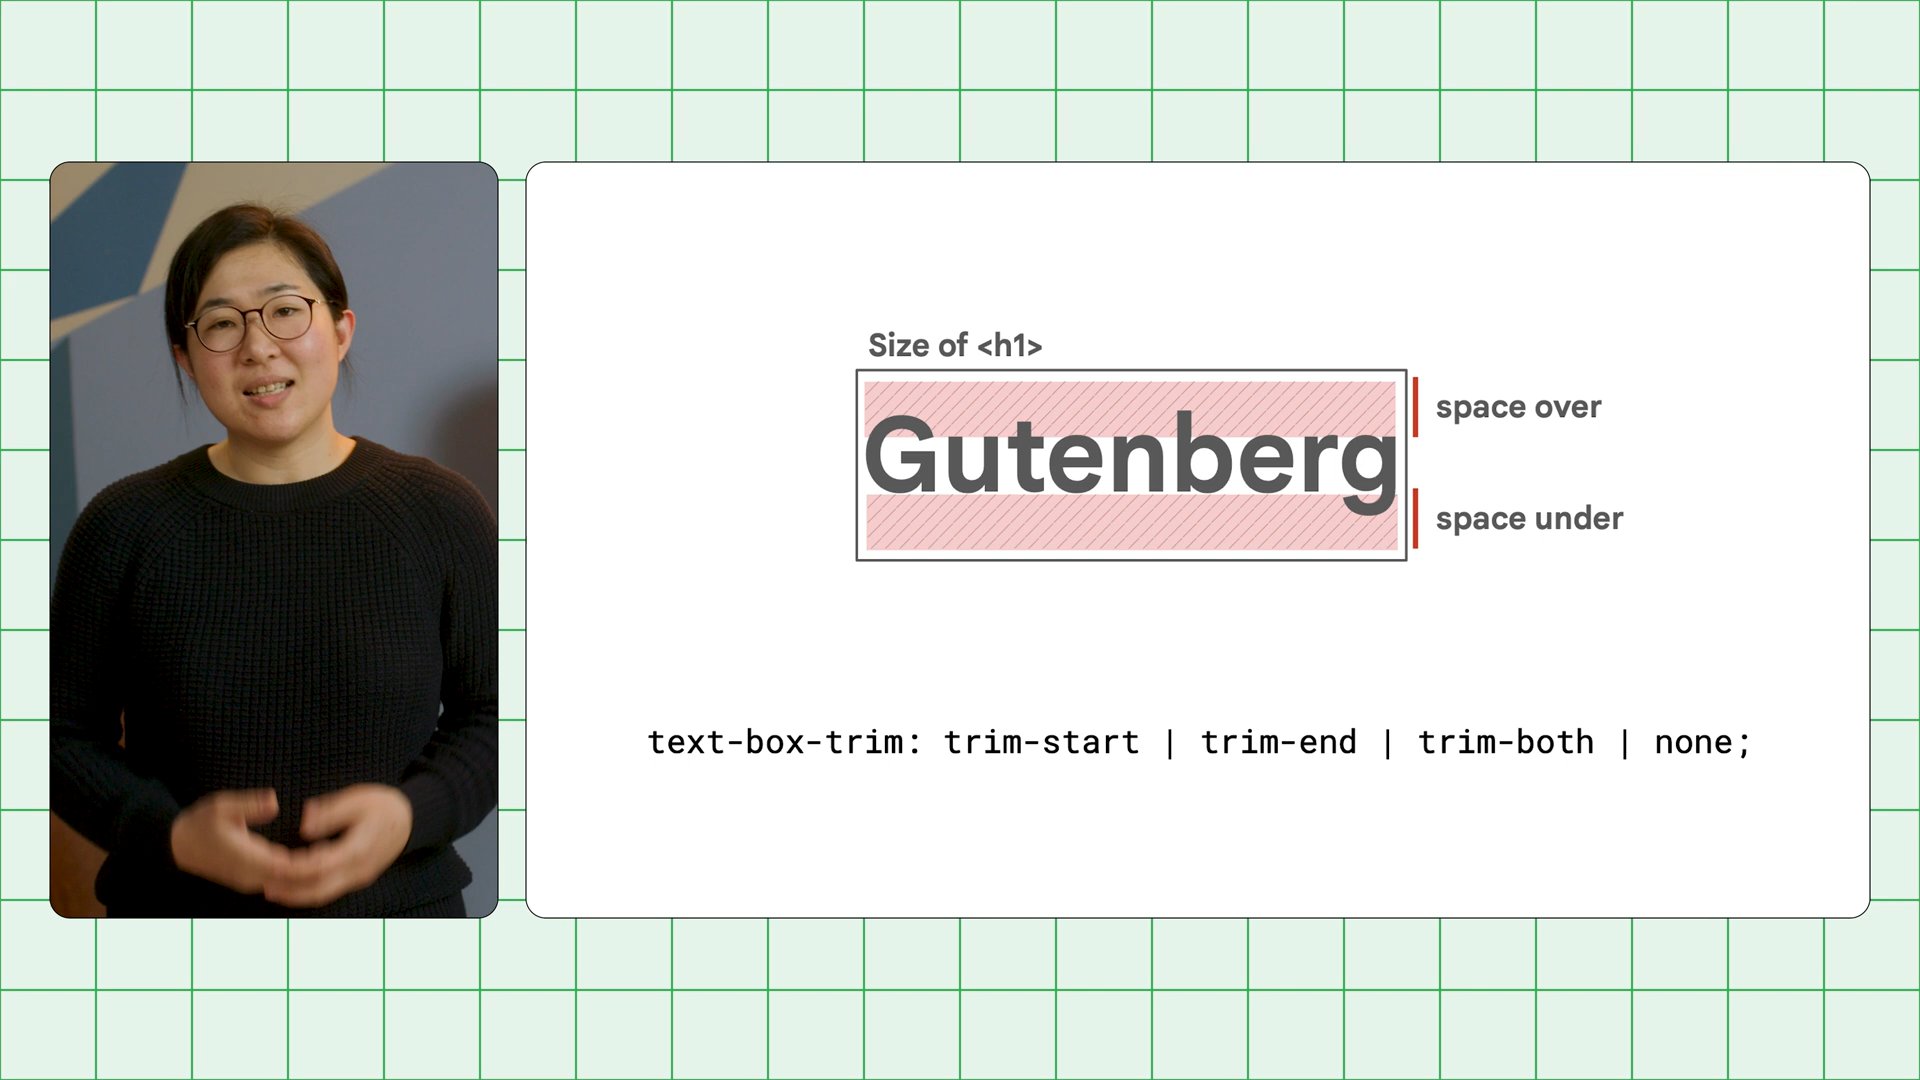 Size of <h1>
Gutenberg
space over
space under
text-box-trim: trim-start | trim-end | trim-both | none;